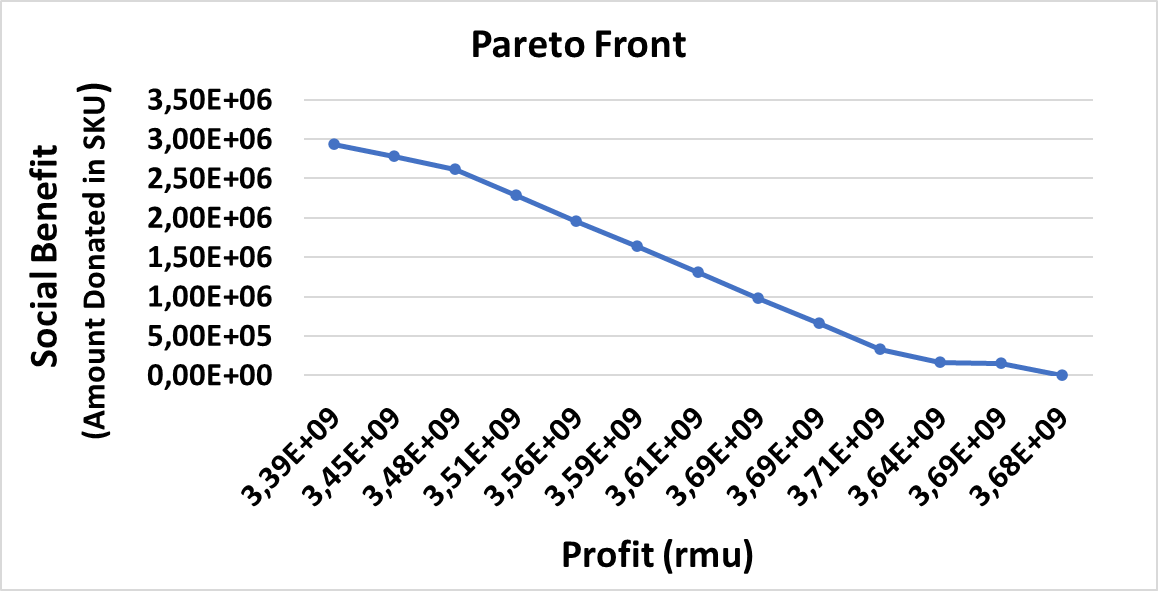 Pareto Front
Social Benefit
(Amount Donated in SKU)
3,50E+06
3,00E+06
2,50E+06
2,00E+06
1,50E+06
1,00E+06
5,00E+05
0,00E+00
3,39E+09
3,45E+09
3,48E+09
3,51E+09
3,56E+09
3,59E+09
3,61E+09
3,69E+09
3,69E+09
3,71E+09
3,64E+09
3,69E+09
3,68E+09
Profit (rmu)